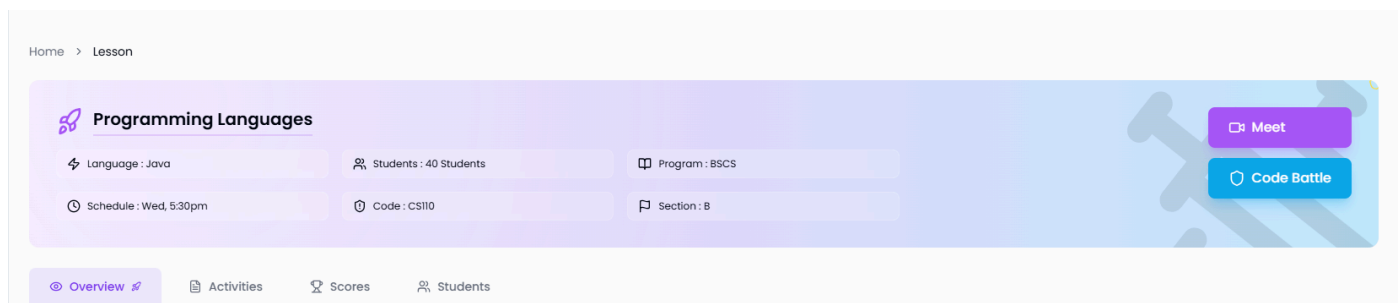 Home > Lesson
Programming Languages
Meet
Language : Java
Students : 40 Students
Program : BSCS
Code Battle
Schedule : Wed, 5:30pm
Code : CS110
Section : B
Overview
Activities
Scores
Students